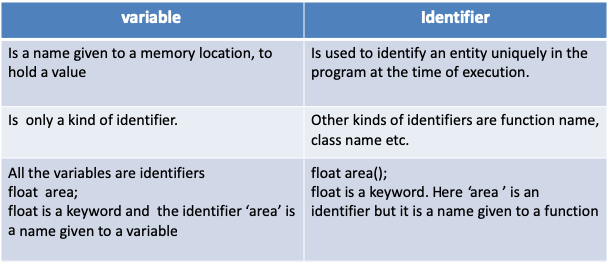 variable
Identifier
Is a name given to a memory location, to
hold a value
Is used to identify an entity uniquely in the
program at the time of execution.
Is only a kind of identifier.
Other kinds of identifiers are function name,
class name etc.
All the variables are identifiers
float area;
float is a keyword and the identifier ‘area’ is
a name given to a variable
float area();
float is a keyword. Here ‘area ’ is an
identifier but it is a name given to a function